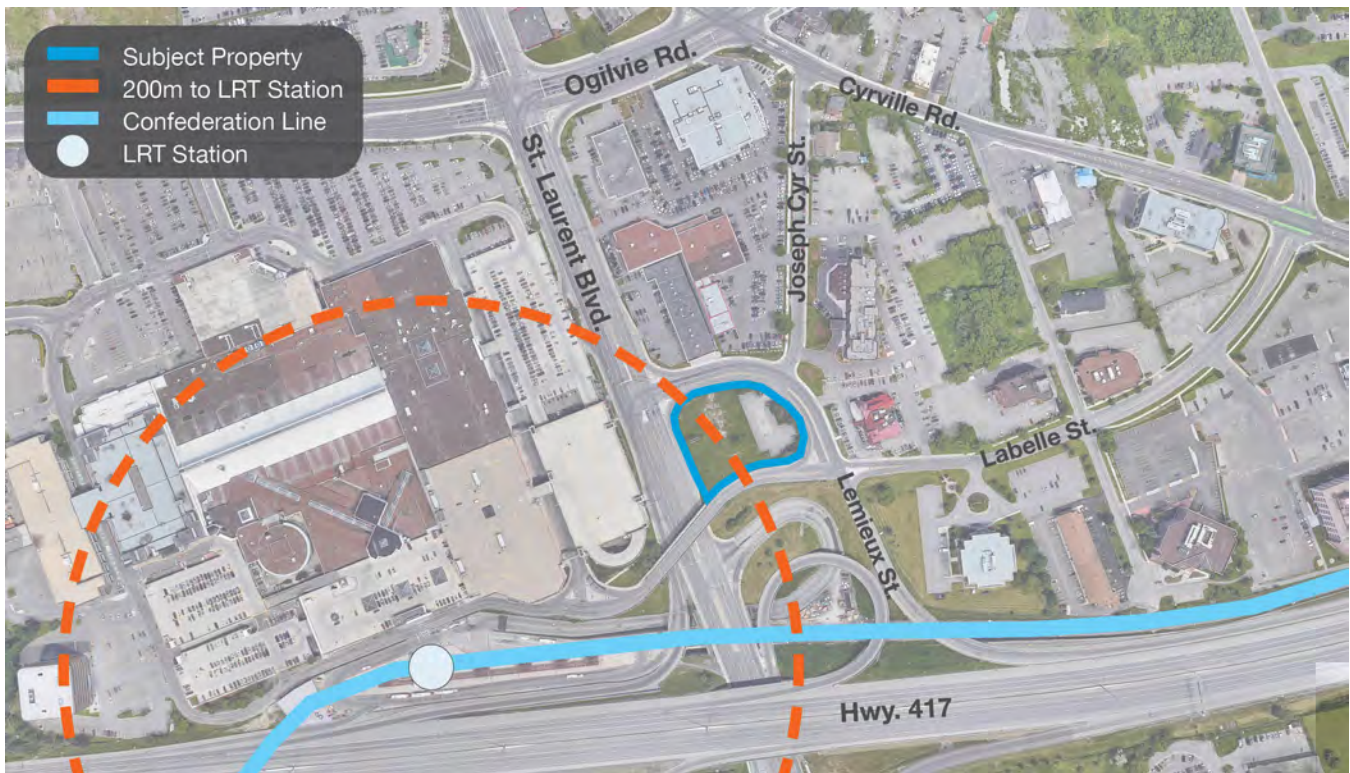 Subject Property
200m to LRT Station
Confederation Line
LRT Station
Ogilvie Rd.
Cyrville Rd.
St. Laurent Blvd.
Joseph Cyr St.
Labelle St.
Lemieux St.
Hwy. 417